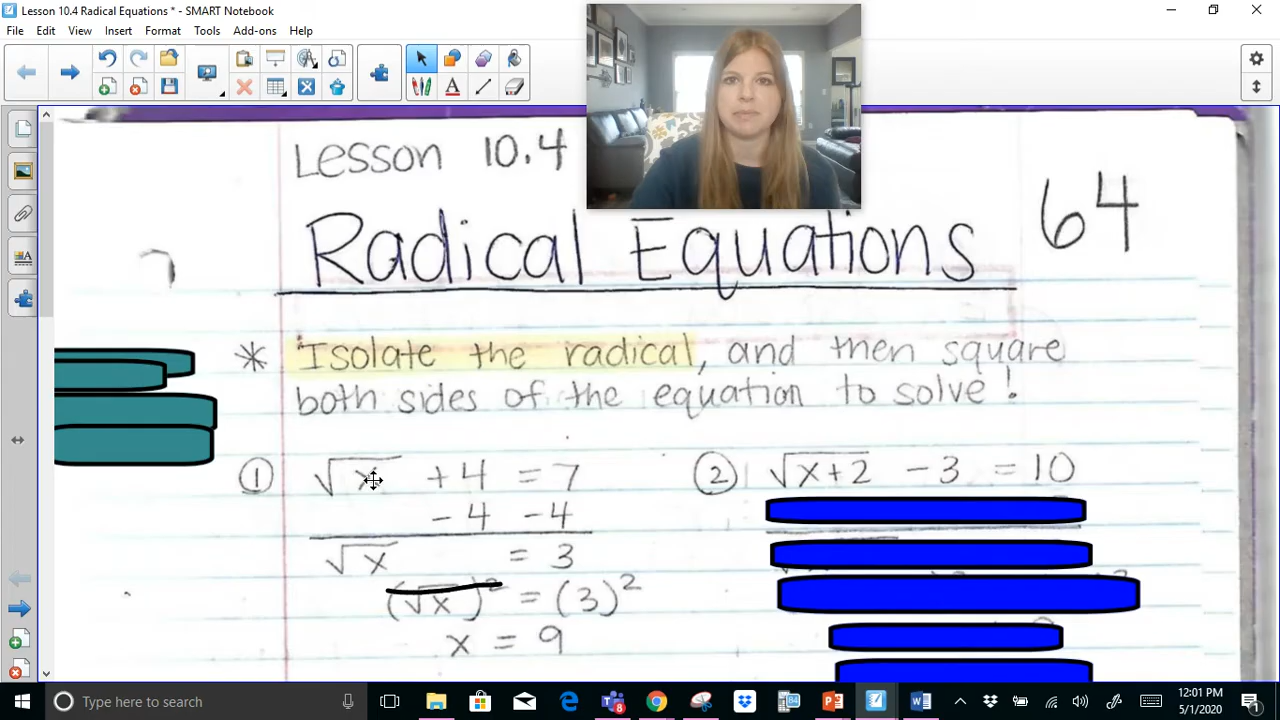 Lesson 10.4 Radical Equations * - SMART Notebook
File Edit View Insert Format Tools Add-ons Help
Lesson 10.4
64
Radical Equations
* Isolate the radical, and then square
both sides of the equation to solve!
① √x + 4 = 7
- 4 - 4
√x = 3
(√x)² = (3)²
x = 9
② √x+2 - 3 = 10
Type here to search
12:01 PM
5/1/2020